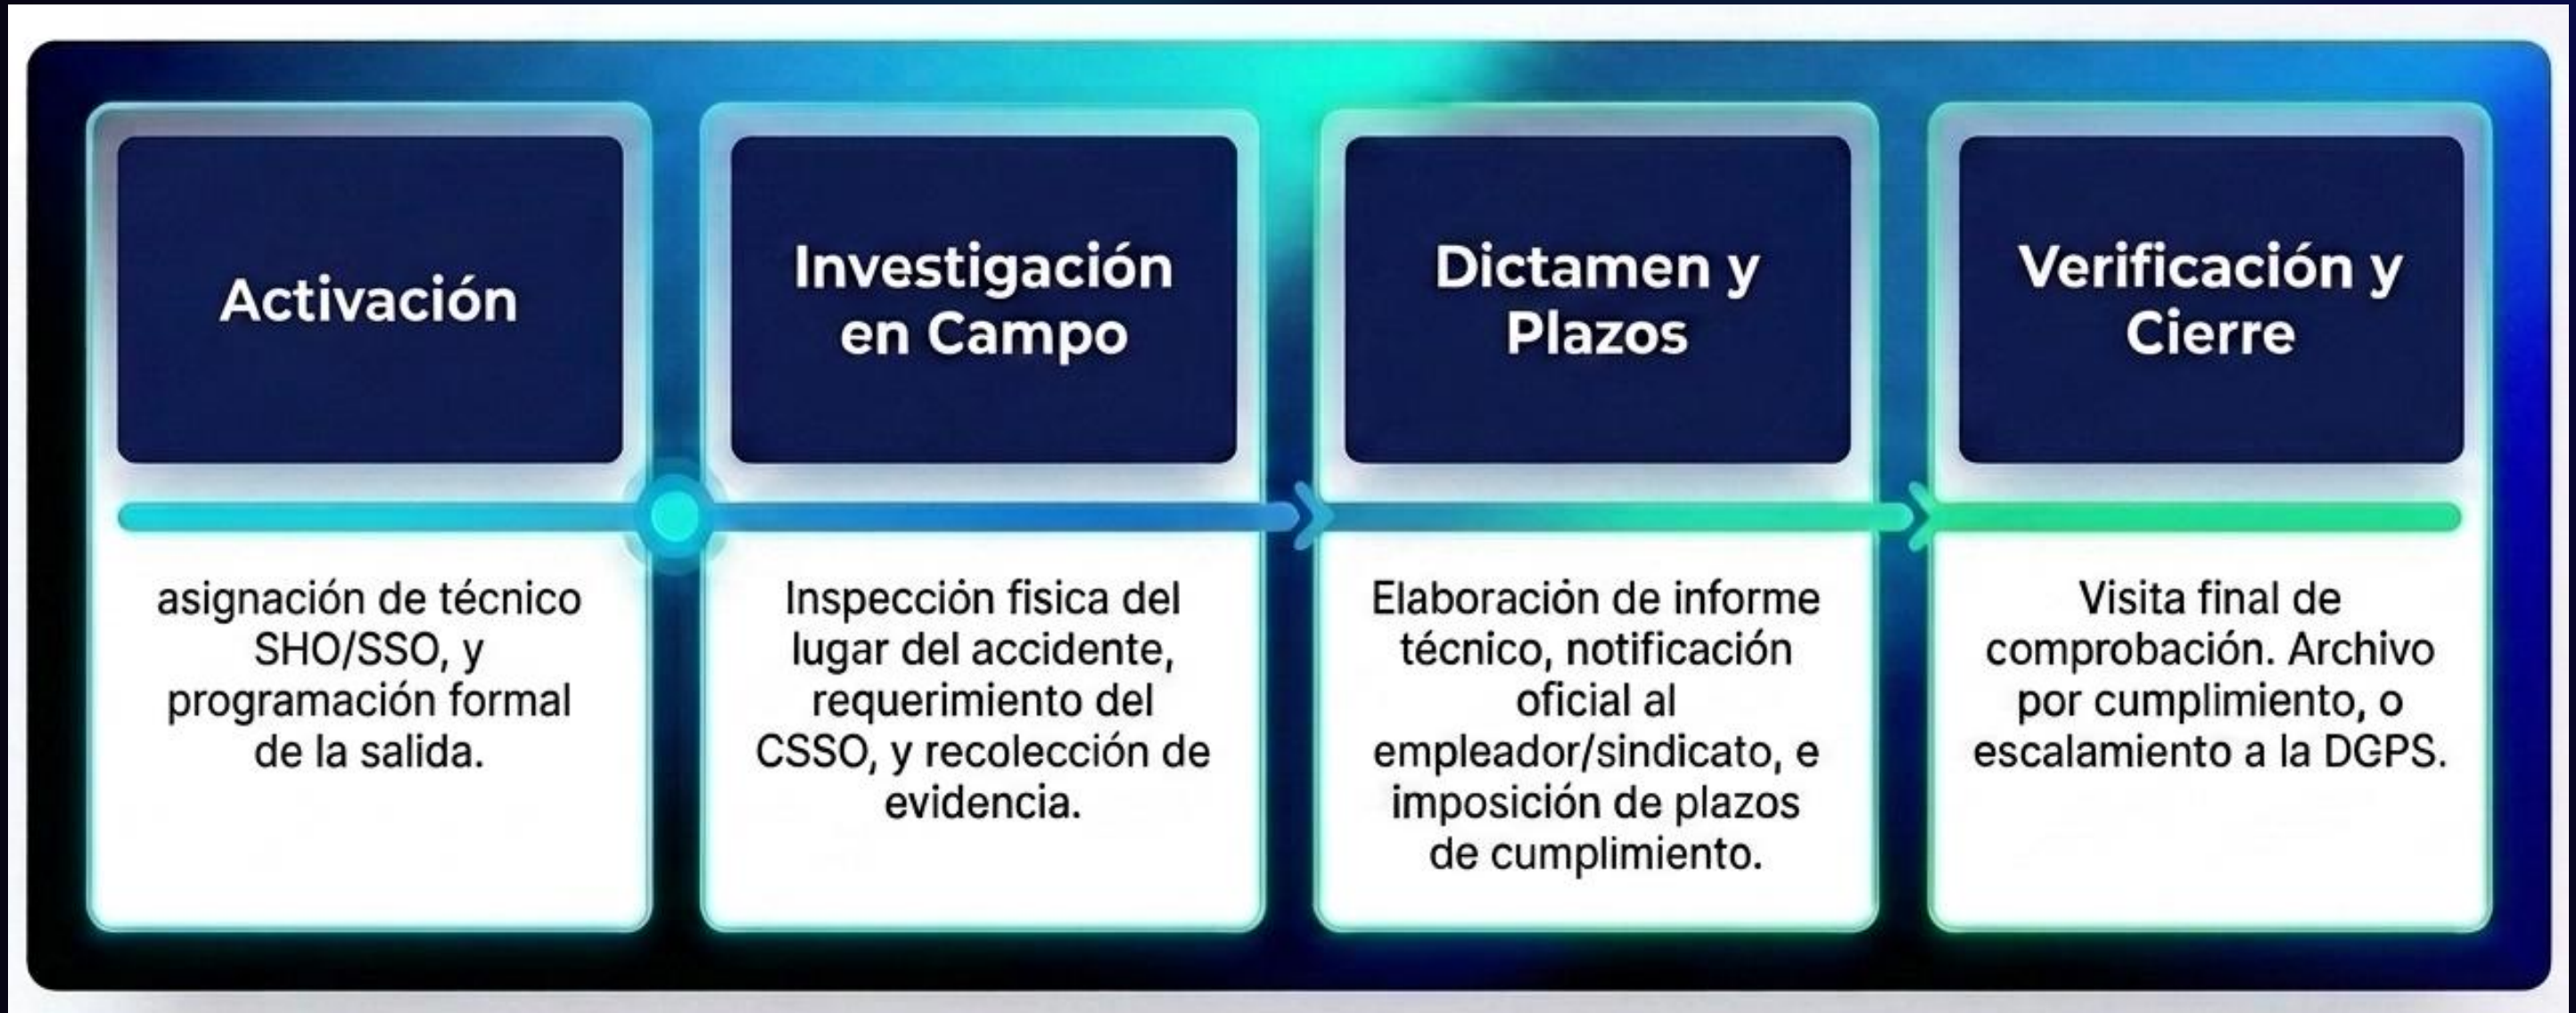 Activación
asignación de técnico
SHO/SSO, y
programación formal
de la salida.
Investigación
en Campo
Inspección fisica del
lugar del accidente,
requerimiento del
CSSO, y recolección de
evidencia.
Dictamen y
Plazos
Elaboración de informe
técnico, notificación
oficial al
empleador/sindicato, e
imposición de plazos
de cumplimiento.
Verificación y
Cierre
Visita final de
comprobación. Archivo
por cumplimiento, o
escalamiento a la DGPS.